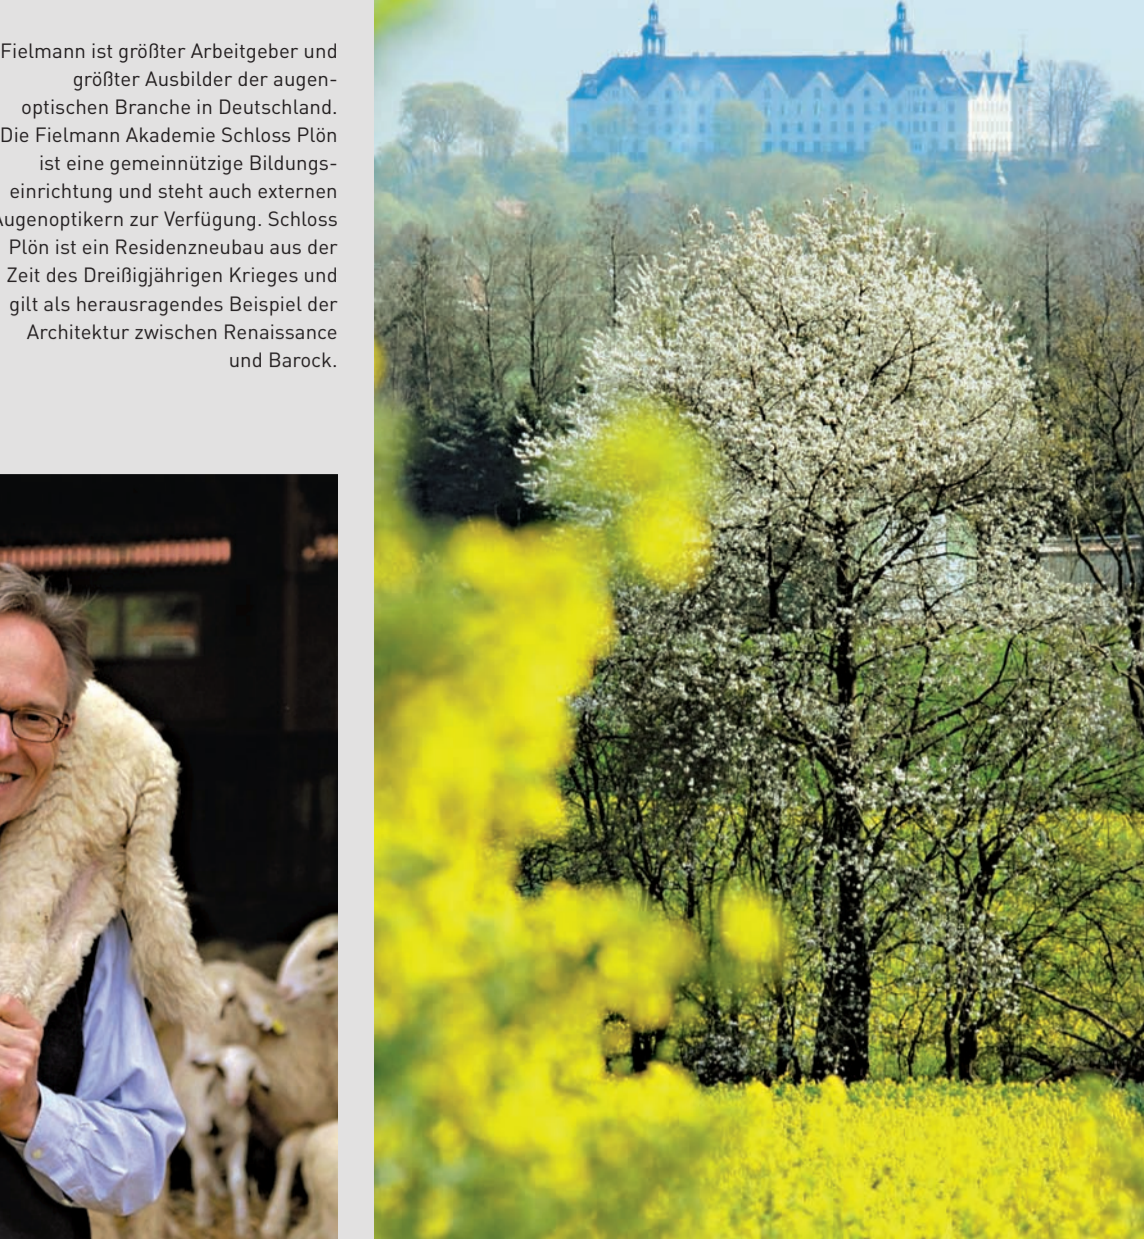 Fielmann ist größter Arbeitgeber und
größter Ausbilder der augen-
optischen Branche in Deutschland.
Die Fielmann Akademie Schloss Plön
ist eine gemeinnützige Bildungs-
einrichtung und steht auch externen
Augenoptikern zur Verfügung. Schloss
Plön ist ein Residenzneubau aus der
Zeit des Dreißigjährigen Krieges und
gilt als herausragendes Beispiel der
Architektur zwischen Renaissance
und Barock.